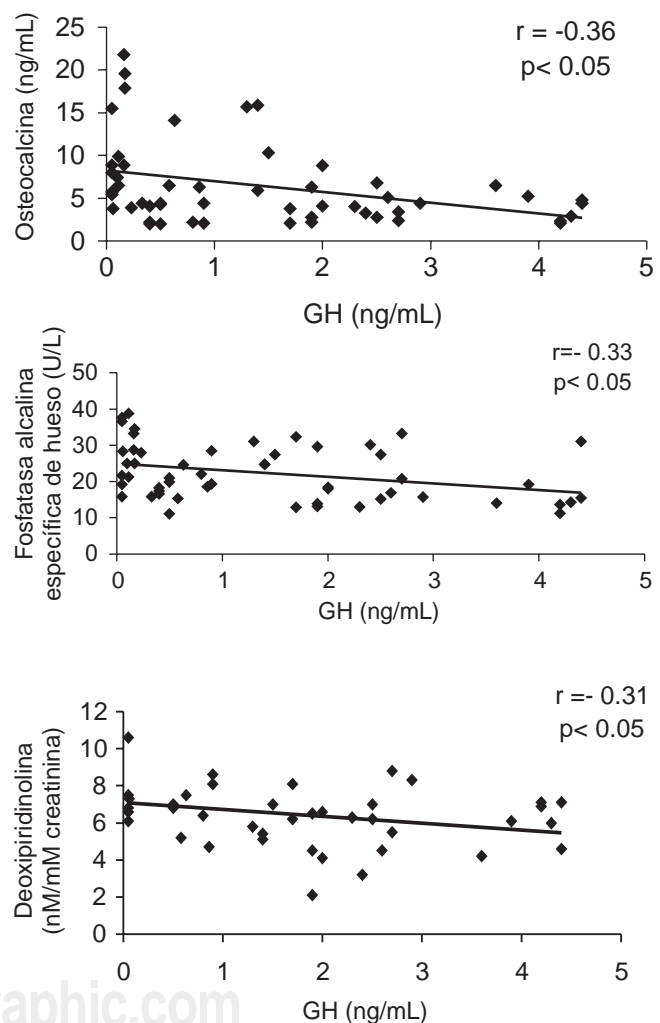 r = -0.36
p< 0.05
Osteocalcina (ng/mL)
25
20
15
10
5
0
0 1 2 3 4 5
GH (ng/mL)
r=- 0.33
p< 0.05
Fosfatasa alcalina
específica de hueso (U/L)
50
40
30
20
10
0
0 1 2 3 4 5
GH (ng/mL)
r =- 0.31
p< 0.05
Deoxipiridinolina
(nM/mM creatinina)
12
10
8
6
4
2
0
0 1 2 3 4 5
GH (ng/mL)
raphic.com